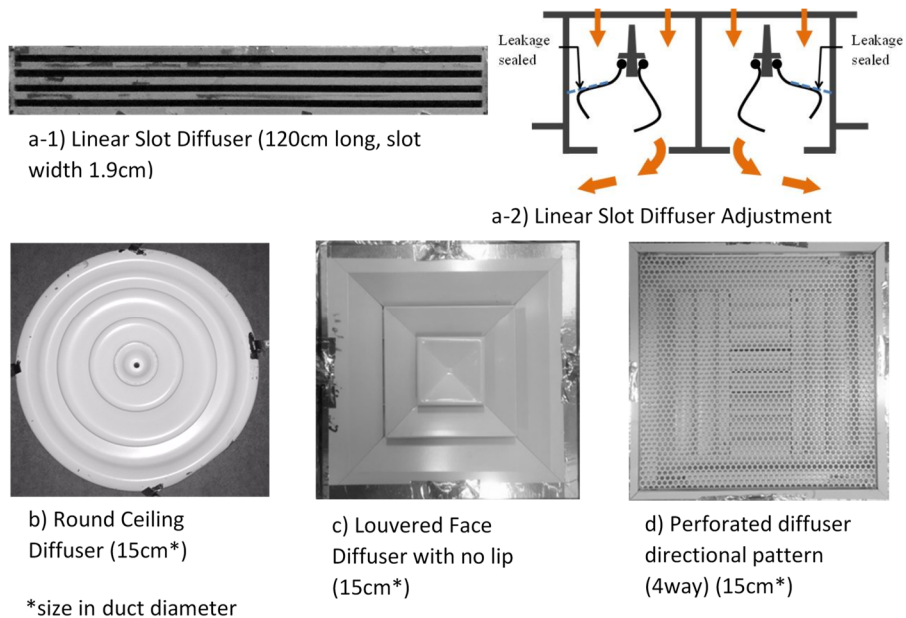 Leakage
sealed
Leakage
sealed
a-1) Linear Slot Diffuser (120cm long, slot
width 1.9cm)
a-2) Linear Slot Diffuser Adjustment
b) Round Ceiling
Diffuser (15cm*)
c) Louvered Face
Diffuser with no lip
(15cm*)
d) Perforated diffuser
directional pattern
(4way) (15cm*)
*size in duct diameter